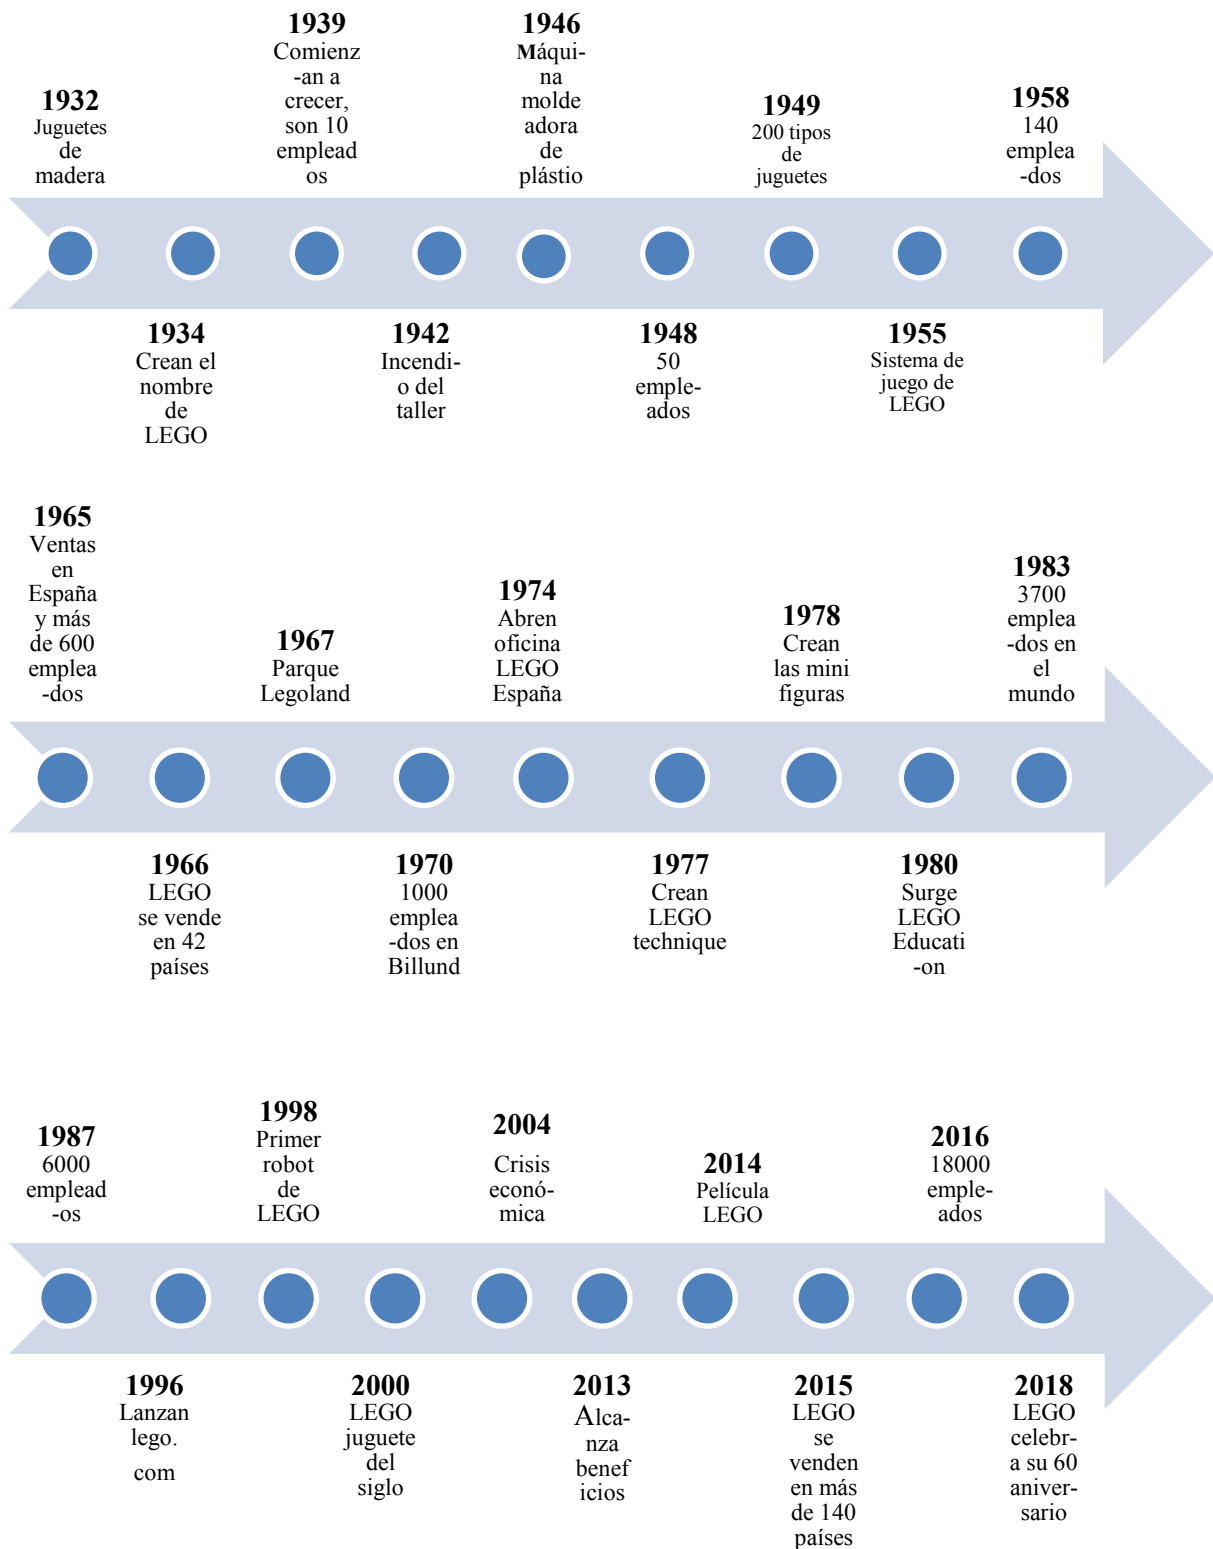 1932
Juguetes
de
madera
1934
Crean el
nombre
de
LEGO
1939
Comienz
-an a
crecer,
son 10
emplead
os
1942
Incendi-
o del
taller
1946
Máqui-
na
molde
adora
de
plástio
1948
50
emple-
ados
1949
200 tipos
de
juguetes
1955
Sistema de
juego de
LEGO
1958
140
emplea
-dos
1965
Ventas
en
España
y más
de 600
emplea
-dos
1966
LEGO
se vende
en 42
países
1967
Parque
Legoland
1970
1000
emplea
-dos en
Billund
1974
Abren
oficina
LEGO
España
1977
Crean
LEGO
technique
1978
Crean
las mini
figuras
1980
Surge
LEGO
Educati
-on
1983
3700
emplea
-dos en
el
mundo
1987
6000
emplead
-os
1996
Lanzan
lego.
com
1998
Primer
robot
de
LEGO
2000
LEGO
juguete
del
siglo
2004
Crisis
econó-
mica
2013
Alca-
nza
benef
icios
2014
Película
LEGO
2015
LEGO
se
venden
en más
de 140
países
2016
18000
emple-
ados
2018
LEGO
celebr-
a su 60
aniver-
sario